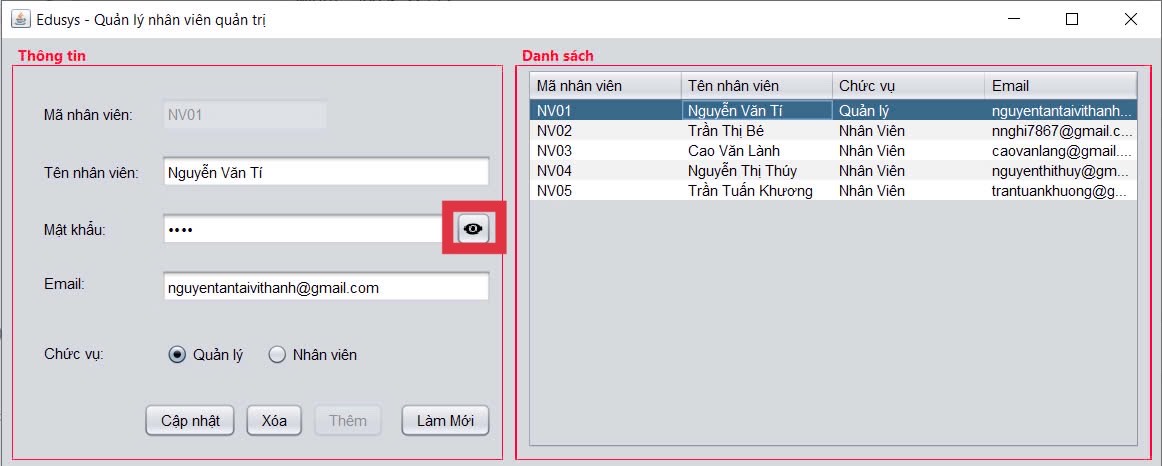 Edusys - Quản lý nhân viên quản trị
Thông tin
Mã nhân viên: NV01
Tên nhân viên: Nguyễn Văn Tí
Mật khẩu: ••••
Email: nguyentantaivithanh@gmail.com
Chức vụ: Quản lý Nhân viên
Cập nhật Xóa Thêm Làm Mới
Danh sách
Mã nhân viên Tên nhân viên Chức vụ Email
NV01 Nguyễn Văn Tí Quản lý nguyentantaivithanh...
NV02 Trần Thị Bé Nhân Viên nnghi7867@gmail.c...
NV03 Cao Văn Lành Nhân Viên caovanlang@gmail....
NV04 Nguyễn Thị Thúy Nhân Viên nguyenthithuy@gm...
NV05 Trần Tuấn Khương Nhân Viên trantuankhuong@g...